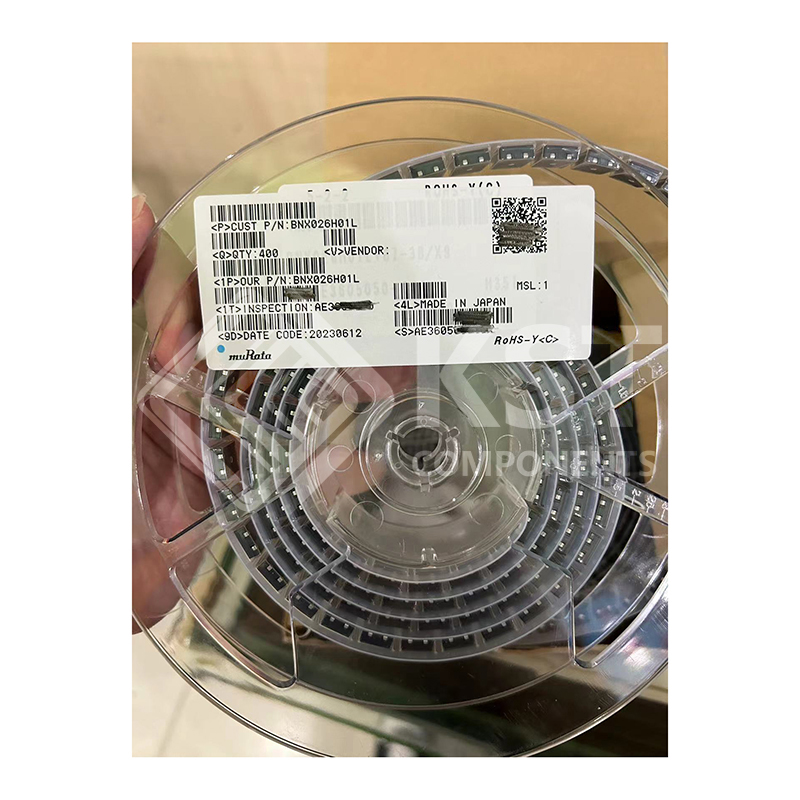 RoHS-Y(C)
<P>CUST P/N:BNX026H01L
<Q>QTY:400 <V>VENDOR:
<1P>OUR P/N:BNX026H01L
MSL:1
<1T>INSPECTION:AE36
<4L>MADE IN JAPAN
<9D>DATE CODE:20230612
<S>AE3605
RoHS-Y<C>
muRata
KST
COMPONENTS